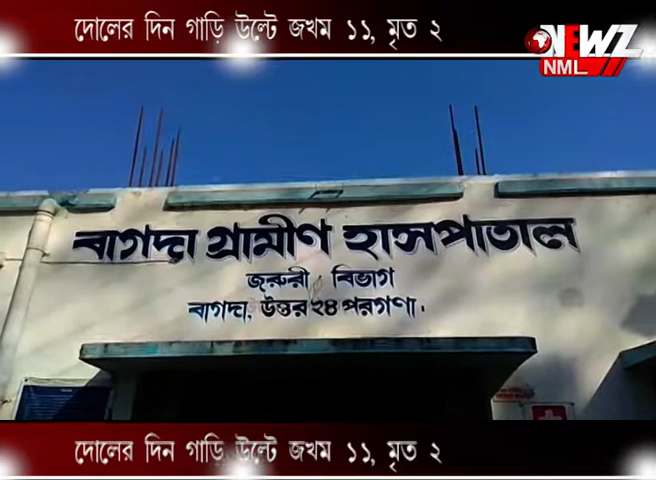 দোলের দিন গাড়ি উল্টে জখম ১১, মৃত ২
NEWZ
NML
বাগদা গ্রামীণ হাসপাতাল
জরুরী বিভাগ
বাগদা, উত্তর ২৪ পরগণা.
দোলের দিন গাড়ি উল্টে জখম ১১, মৃত ২